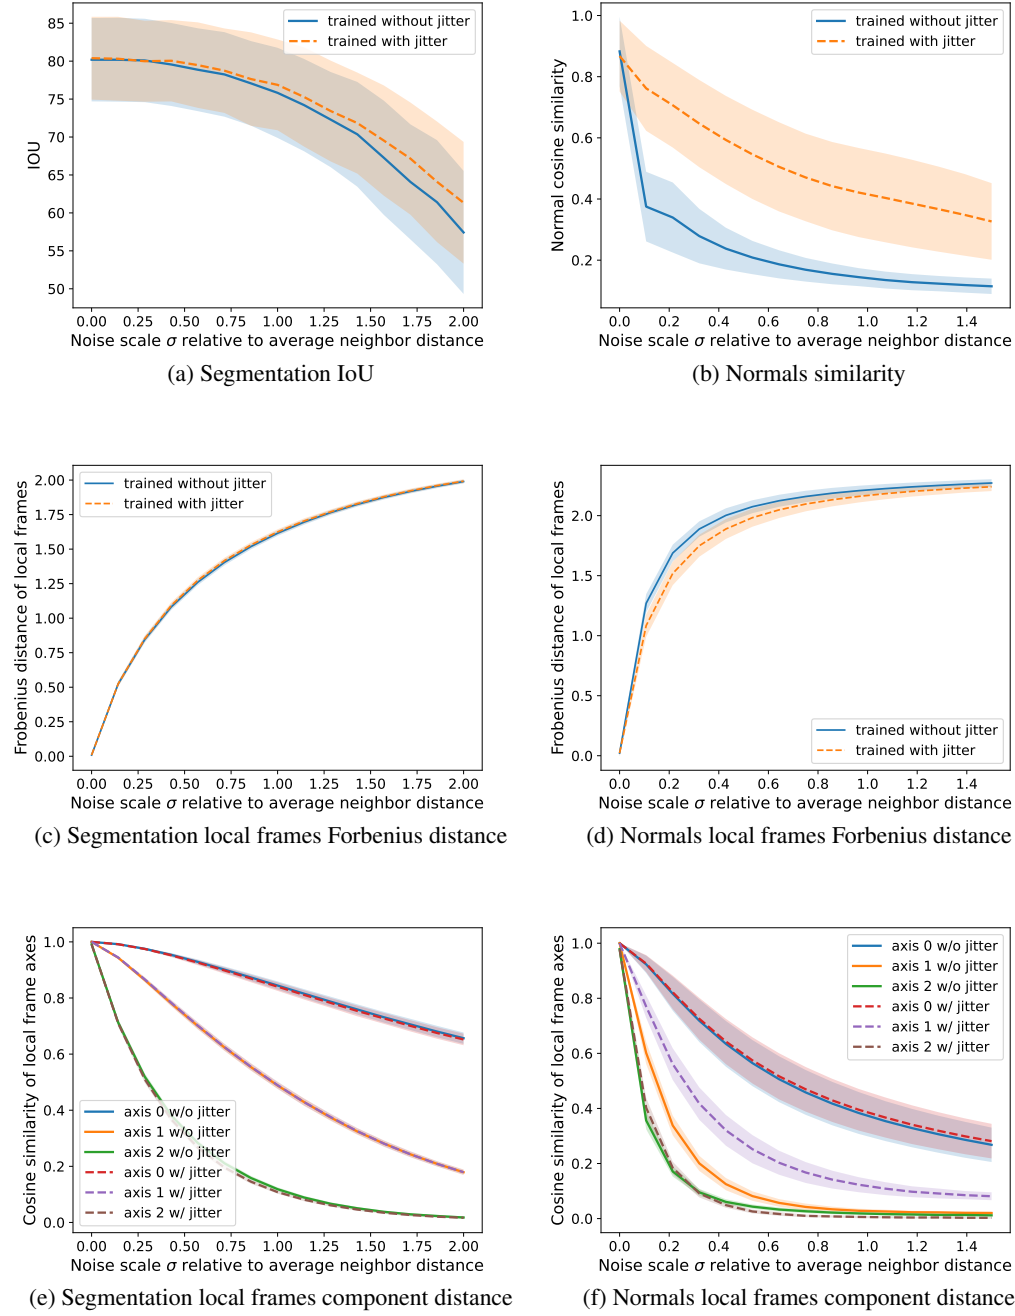 trained without jitter
trained with jitter
85
80
75
70
65
60
55
50
IOU
0.00 0.25 0.50 0.75 1.00 1.25 1.50 1.75 2.00
Noise scale σ relative to average neighbor distance
(a) Segmentation IoU
trained without jitter
trained with jitter
1.0
0.8
0.6
0.4
0.2
Normal cosine similarity
0.0 0.2 0.4 0.6 0.8 1.0 1.2 1.4
Noise scale σ relative to average neighbor distance
(b) Normals similarity
trained without jitter
trained with jitter
2.00
1.75
1.50
1.25
1.00
0.75
0.50
0.25
0.00
Frobenius distance of local frames
0.00 0.25 0.50 0.75 1.00 1.25 1.50 1.75 2.00
Noise scale σ relative to average neighbor distance
(c) Segmentation local frames Forbenius distance
2.0
1.5
1.0
0.5
0.0
Frobenius distance of local frames
trained without jitter
trained with jitter
0.0 0.2 0.4 0.6 0.8 1.0 1.2 1.4
Noise scale σ relative to average neighbor distance
(d) Normals local frames Forbenius distance
1.0
0.8
0.6
0.4
0.2
0.0
Cosine similarity of local frame axes
axis 0 w/o jitter
axis 1 w/o jitter
axis 2 w/o jitter
axis 0 w/ jitter
axis 1 w/ jitter
axis 2 w/ jitter
0.00 0.25 0.50 0.75 1.00 1.25 1.50 1.75 2.00
Noise scale σ relative to average neighbor distance
(e) Segmentation local frames component distance
1.0
0.8
0.6
0.4
0.2
0.0
Cosine similarity of local frame axes
axis 0 w/o jitter
axis 1 w/o jitter
axis 2 w/o jitter
axis 0 w/ jitter
axis 1 w/ jitter
axis 2 w/ jitter
0.0 0.2 0.4 0.6 0.8 1.0 1.2 1.4
Noise scale σ relative to average neighbor distance
(f) Normals local frames component distance